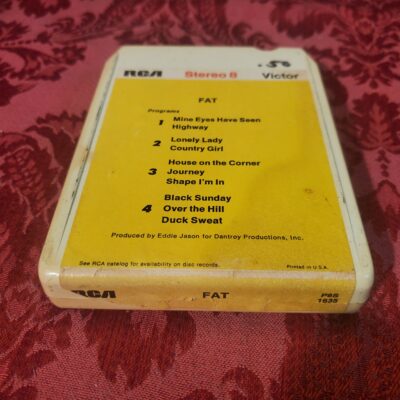 RCA Stereo 8 Victor
FAT
Programs
1 Mine Eyes Have Seen
Highway
2 Lonely Lady
Country Girl
3 House on the Corner
Journey
Shape I'm In
4 Black Sunday
Over the Hill
Duck Sweat
Produced by Eddie Jason for Dantroy Productions, Inc.
See RCA catalog for availability on disc records.
Printed in U.S.A.
RCA FAT P8S
1635